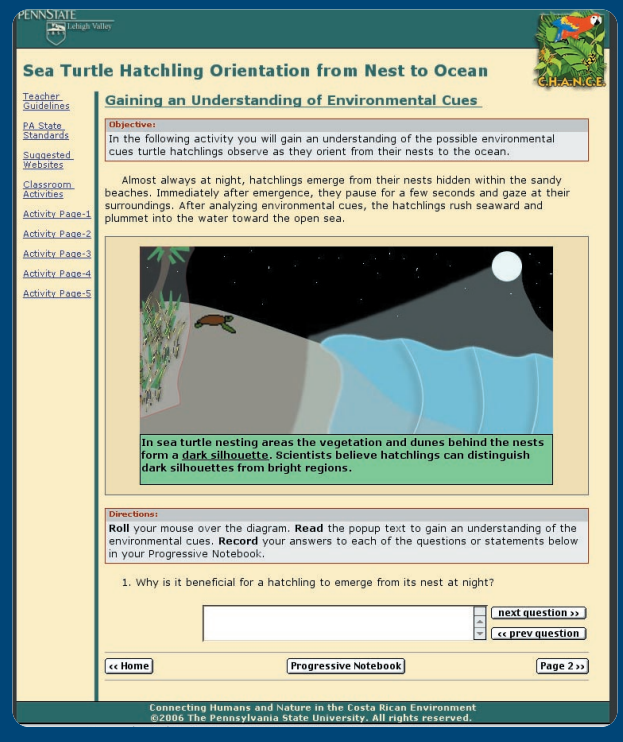 PENNSTATE
Lehigh Valley
C.H.A.N.C.E.
Sea Turtle Hatchling Orientation from Nest to Ocean
Teacher
Guidelines
PA State
Standards
Suggested
Websites
Classroom
Activities
Activity Page-1
Activity Page-2
Activity Page-3
Activity Page-4
Activity Page-5
Gaining an Understanding of Environmental Cues
Objective:
In the following activity you will gain an understanding of the possible environmental
cues turtle hatchlings observe as they orient from their nests to the ocean.
Almost always at night, hatchlings emerge from their nests hidden within the sandy
beaches. Immediately after emergence, they pause for a few seconds and gaze at their
surroundings. After analyzing environmental cues, the hatchlings rush seaward and
plummet into the water toward the open sea.
In sea turtle nesting areas the vegetation and dunes behind the nests
form a dark silhouette. Scientists believe hatchlings can distinguish
dark silhouettes from bright regions.
Directions:
Roll your mouse over the diagram. Read the popup text to gain an understanding of the
environmental cues. Record your answers to each of the questions or statements below
in your Progressive Notebook.
1. Why is it beneficial for a hatchling to emerge from its nest at night?
next question >>
<< prev question
<< Home
Progressive Notebook
Page 2 >>
Connecting Humans and Nature in the Costa Rican Environment
©2006 The Pennsylvania State University. All rights reserved.